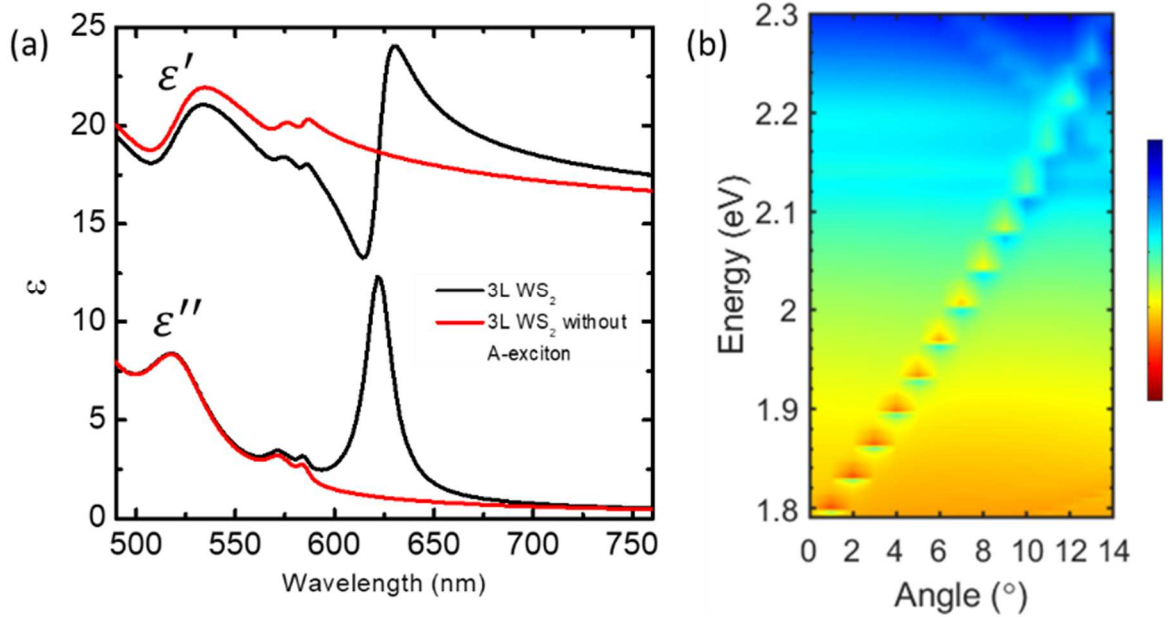 (a)
25
20
15
10
5
0
ε
ε′
ε″
3L WS₂
3L WS₂ without
A-exciton
500 550 600 650 700 750
Wavelength (nm)
(b)
2.3
2.2
2.1
2
1.9
1.8
Energy (eV)
0 2 4 6 8 10 12 14
Angle (°)